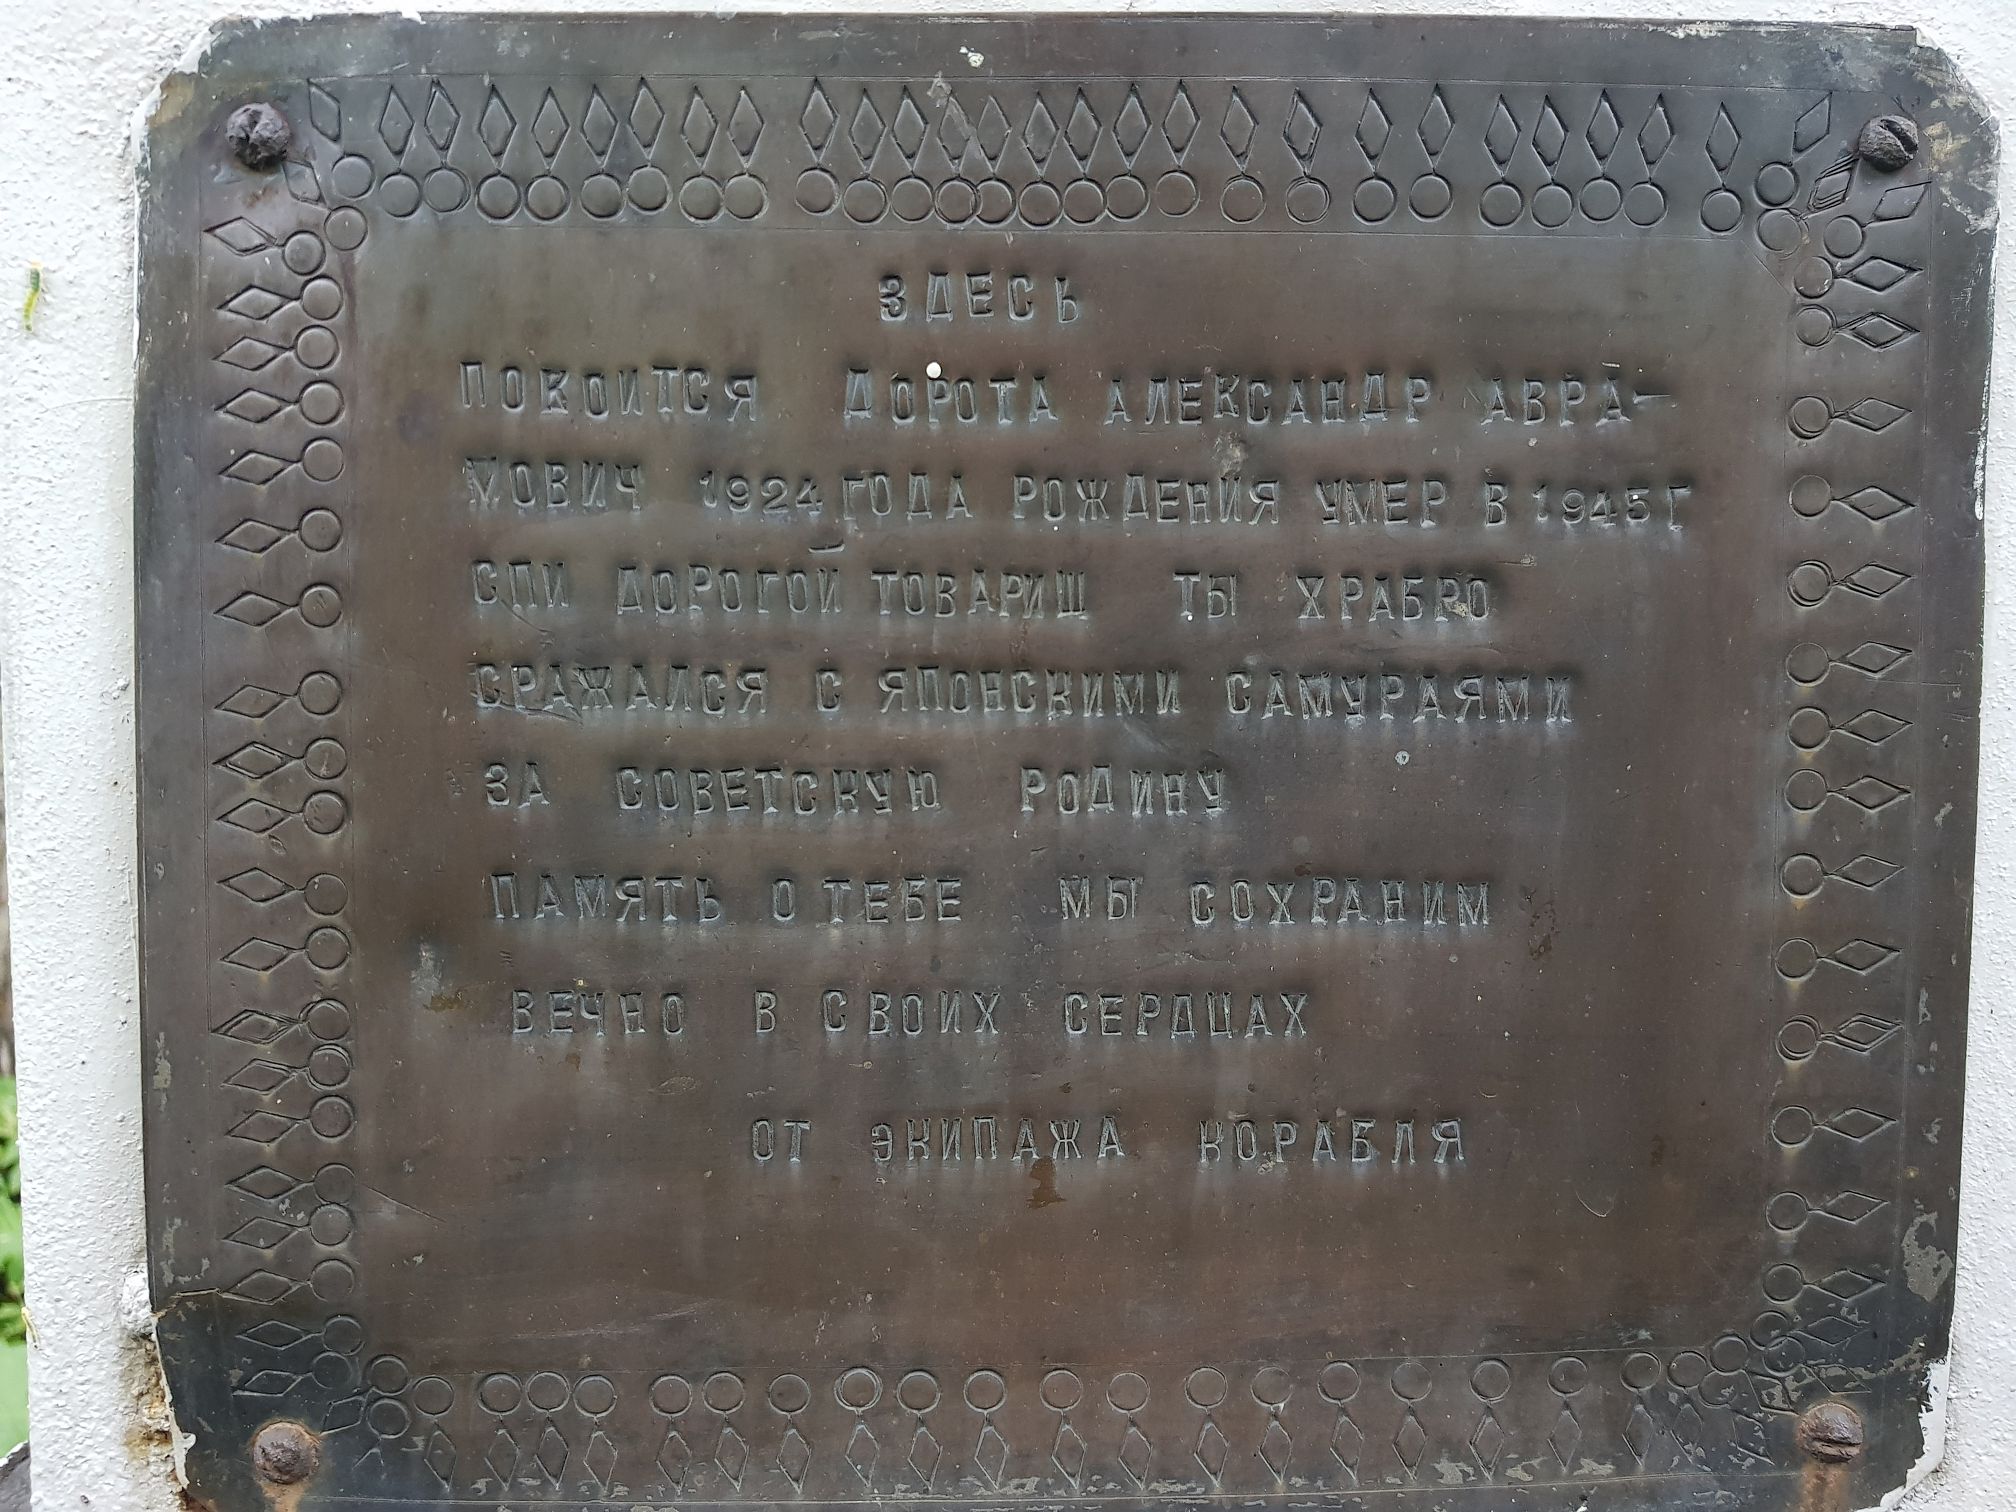 ЗДЕСЬ
ПОКОИТСЯ ДОРОТА АЛЕКСАНДР АВРА-
МОВИЧ 1924 ГОДА РОЖДЕНИЯ УМЕР В 1945 Г
СПИ ДОРОГОЙ ТОВАРИЩ ТЫ ХРАБРО
СРАЖАЛСЯ С ЯПОНСКИМИ САМУРАЯМИ
ЗА СОВЕТСКУЮ РОДИНУ
ПАМЯТЬ О ТЕБЕ МЫ СОХРАНИМ
ВЕЧНО В СВОИХ СЕРДЦАХ
ОТ ЭКИПАЖА КОРАБЛЯ